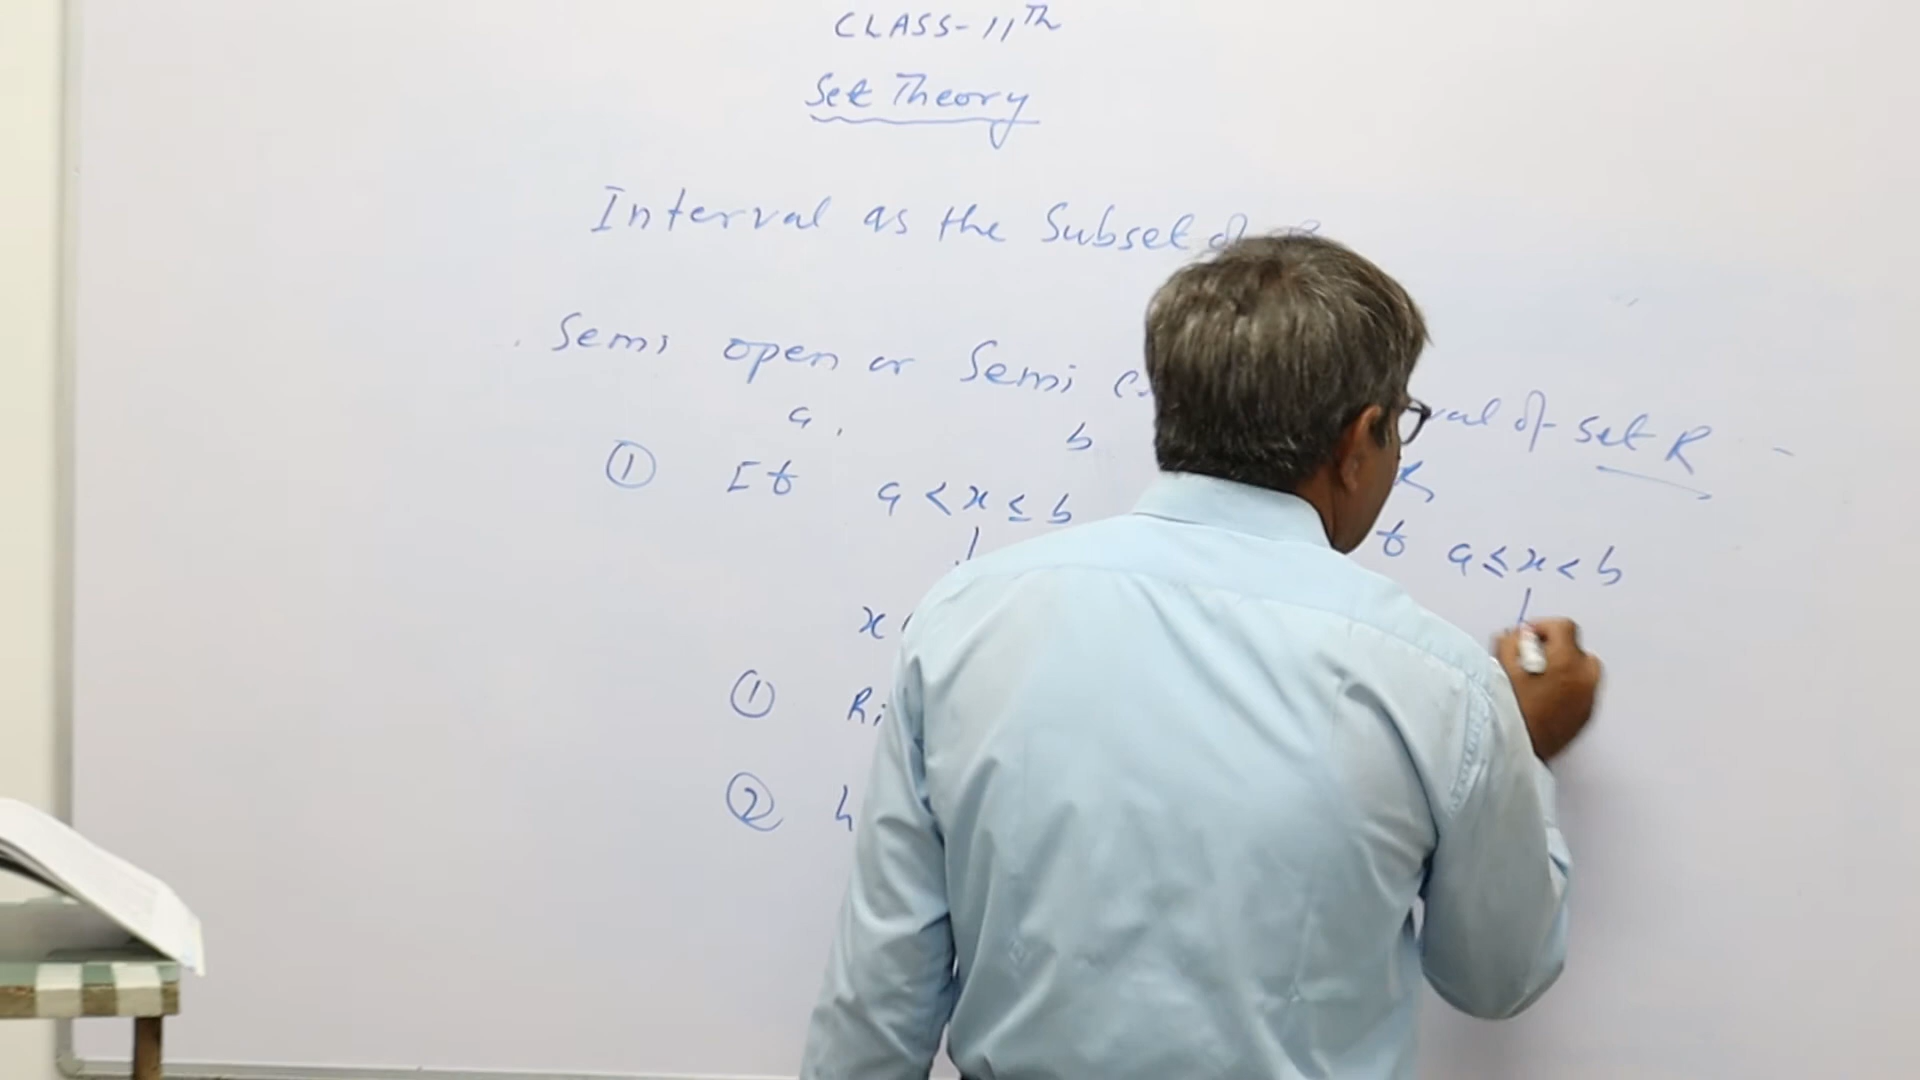 CLASS-11Th
Set Theory
Interval as the Subset of
Semi open or Semi of set R
a, b
① If a < x ≤ b
If a ≤ x < b
x
①
②